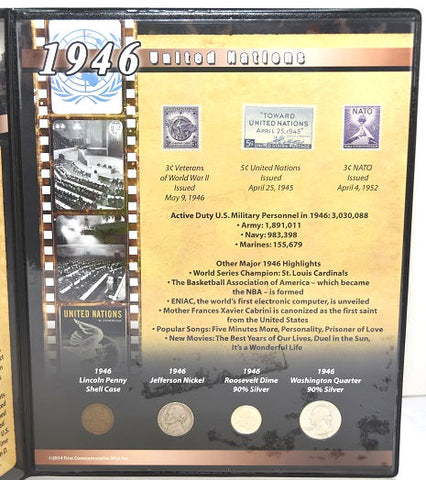 1946 United Nations
"TOWARD
UNITED NATIONS
APRIL 25, 1945"
5¢
NATO
3¢ Veterans
of World War II
Issued
May 9, 1946
5¢ United Nations
Issued
April 25, 1945
3¢ NATO
Issued
April 4, 1952
Active Duty U.S. Military Personnel in 1946: 3,030,088
• Army: 1,891,011
• Navy: 983,398
• Marines: 155,679
Other Major 1946 Highlights
• World Series Champion: St. Louis Cardinals
• The Basketball Association of America – which became
the NBA – is formed
• ENIAC, the world's first electronic computer, is unveiled
• Mother Frances Xavier Cabrini is canonized as the first saint
from the United States
• Popular Songs: Five Minutes More, Personality, Prisoner of Love
• New Movies: The Best Years of Our Lives, Duel in the Sun,
It's a Wonderful Life
UNITED NATIONS
1946
Lincoln Penny
Shell Case
1946
Jefferson Nickel
1946
Roosevelt Dime
90% Silver
1946
Washington Quarter
90% Silver
©2014 First Commemorative Mint, Inc.